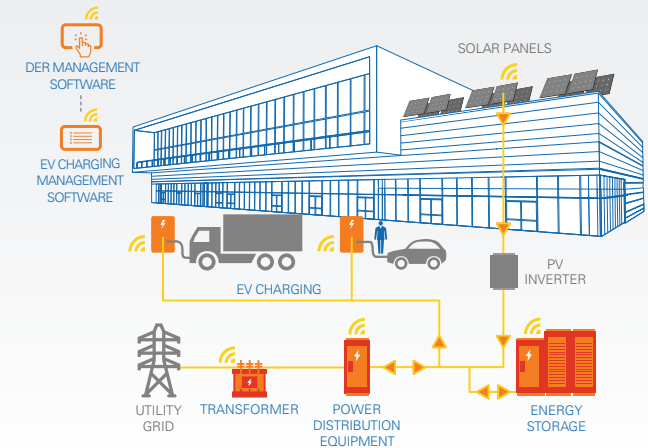 SOLAR PANELS
DER MANAGEMENT
SOFTWARE
EV CHARGING
MANAGEMENT
SOFTWARE
PV
INVERTER
EV CHARGING
UTILITY
GRID
TRANSFORMER
POWER
DISTRIBUTION
EQUIPMENT
ENERGY
STORAGE